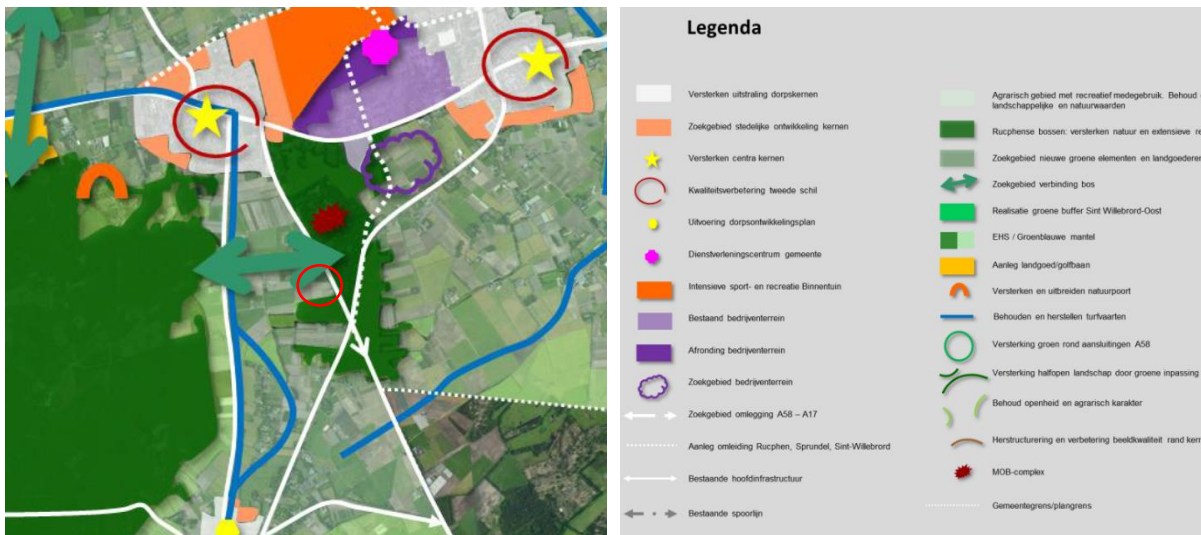 Legenda
Versterken uitstraling dorpskernen
Zoekgebied stedelijke ontwikkeling kernen
Versterken centra kernen
Kwaliteitsverbetering tweede schil
Uitvoering dorpsontwikkelingsplan
Dienstverleningscentrum gemeente
Intensieve sport- en recreatie Binnentuin
Bestaand bedrijventerrein
Afronding bedrijventerrein
Zoekgebied bedrijventerrein
Zoekgebied omlegging A58 – A17
Aanleg omleiding Rucphen, Sprundel, Sint-Willebrord
Bestaande hoofdinfrastructuur
Bestaande spoorlijn
Agrarisch gebied met recreatief medegebruik. Behoud
landschappelijke en natuurwaarden
Rucphense bossen: versterken natuur en extensieve re
Zoekgebied nieuwe groene elementen en landgoederen
Zoekgebied verbinding bos
Realisatie groene buffer Sint Willebrord-Oost
EHS / Groenblauwe mantel
Aanleg landgoed/golfbaan
Versterken en uitbreiden natuurpoort
Behouden en herstellen turfvaarten
Versterking groen rond aansluitingen A58
Versterking halfopen landschap door groene inpassing
Behoud openheid en agrarisch karakter
Herstructurering en verbetering beeldkwaliteit rand kern
MOB-complex
Gemeentegrens/plangrens